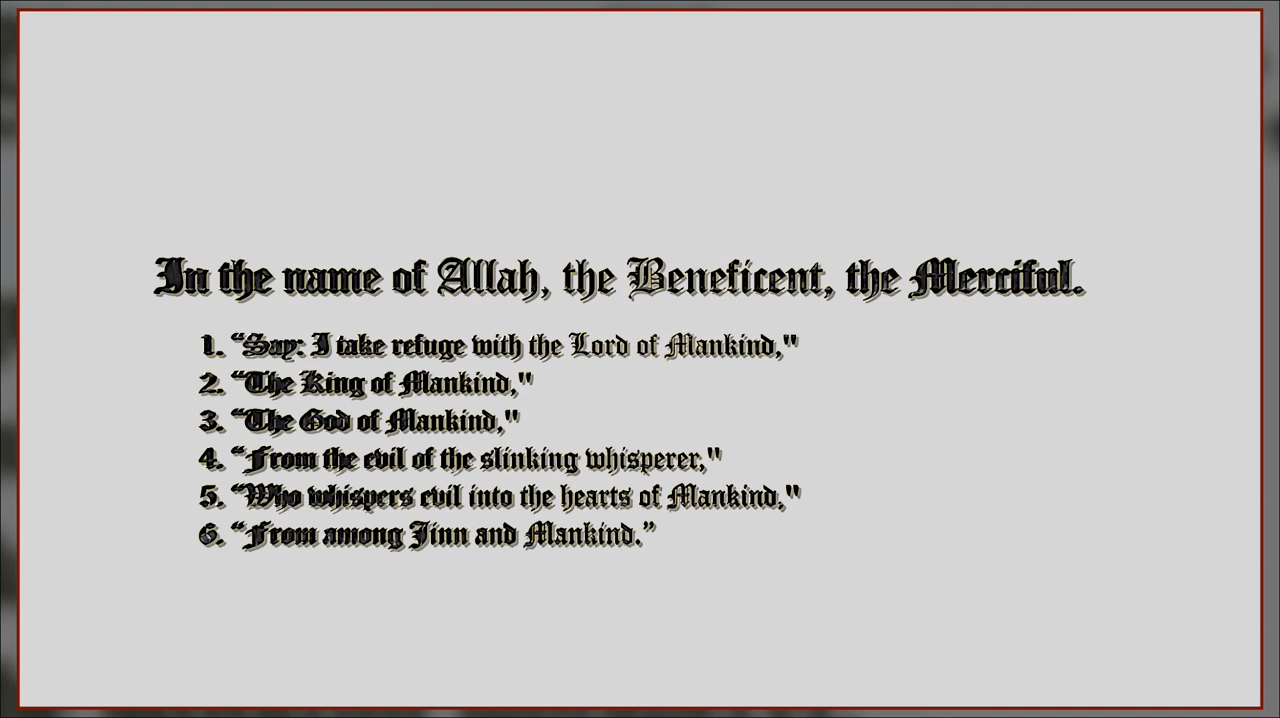 In the name of Allah, the Beneficent, the Merciful.
1. “Say: I take refuge with the Lord of Mankind,"
2. “The King of Mankind,"
3. “The God of Mankind,"
4. “From the evil of the slinking whisperer,"
5. “Who whispers evil into the hearts of Mankind,"
6. “From among Jinn and Mankind.”